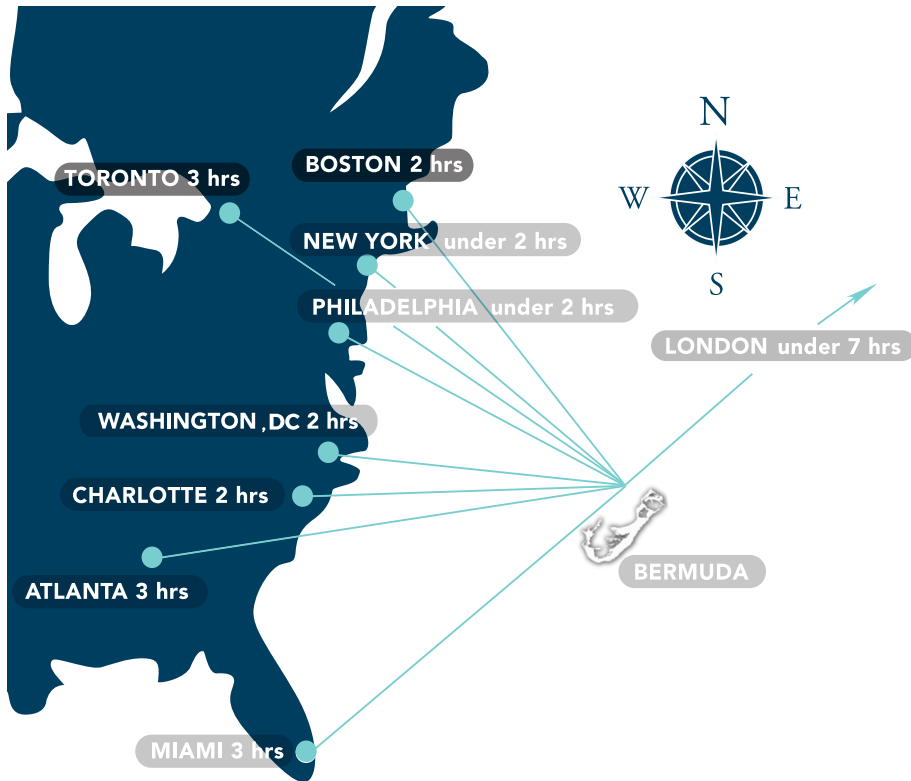 N
BOSTON 2 hrs
TORONTO 3 hrs
W
E
NEW YORK under 2 hrs
S
PHILADELPHIA under 2 hrs
LONDON under 7 hrs
WASHINGTON ,DC 2 hrs
CHARLOTTE 2 hrs
BERMUDA
ATLANTA 3 hrs
MIAMI 3 hrs